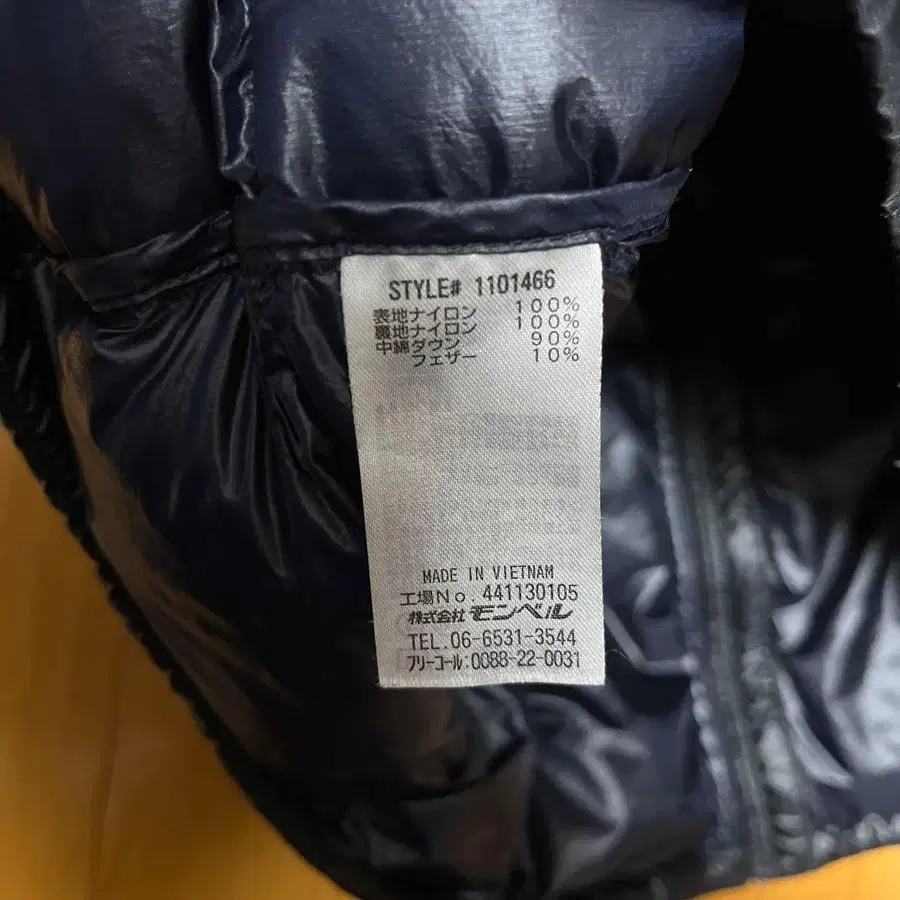 STYLE# 1101466
表地ナイロン 100%
裏地ナイロン 100%
中綿ダウン 90%
フェザー 10%
MADE IN VIETNAM
工場No. 441130105
株式会社 モンベル
TEL. 06-6531-3544
フリーコール:0088-22-0031